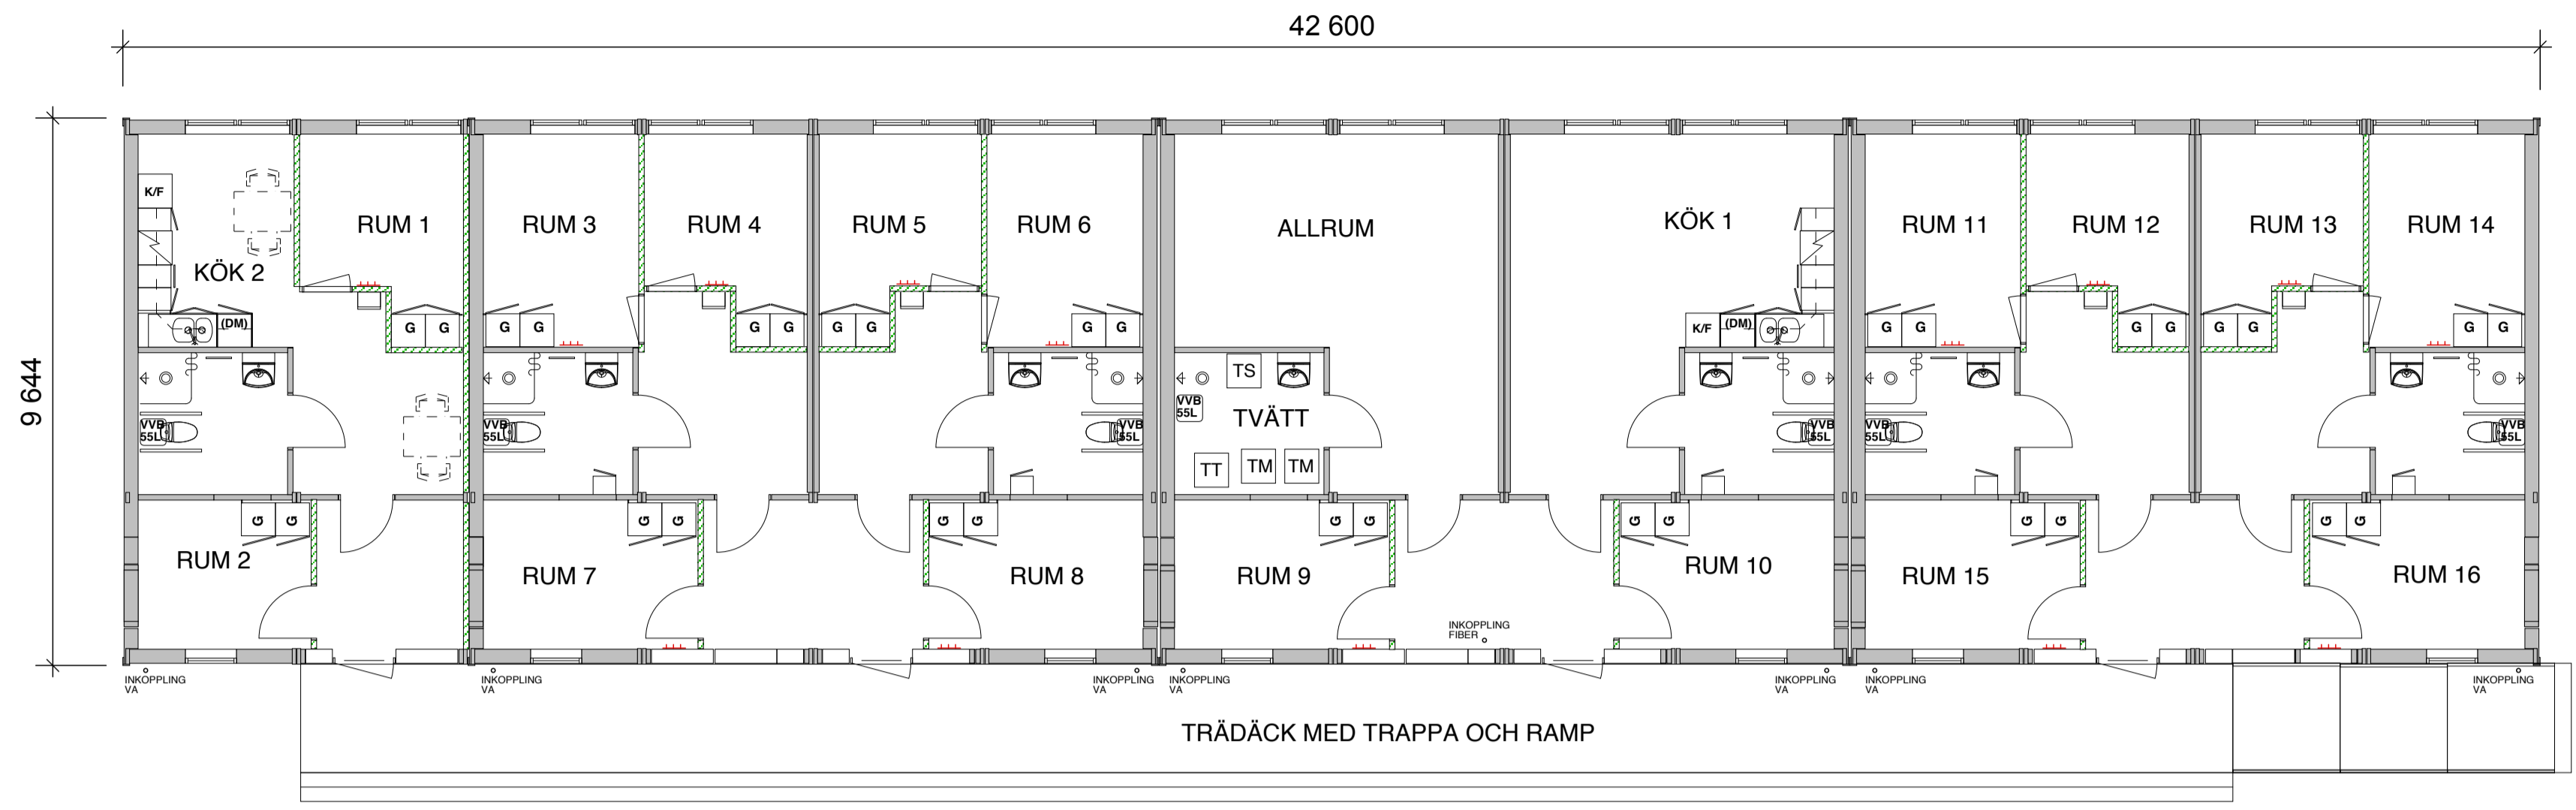 42 600
9 644
K/F
RUM 1
RUM 3
RUM 4
RUM 5
RUM 6
ALLRUM
KÖK 1
RUM 11
RUM 12
RUM 13
RUM 14
KÖK 2
(DM)
G G
G G
G G
G G
G G
K/F
(DM)
G G
G G
G G
G G
TS
VVB
55L
VVB
55L
VVB
55L
VVB
55L
TVÄTT
VVB
55L
VVB
55L
VVB
55L
TT
TM
TM
G G
G G
G G
G G
G G
G G
G G
RUM 2
RUM 7
RUM 8
RUM 9
RUM 10
RUM 15
RUM 16
INKOPPLING
FIBER
INKOPPLING
VA
INKOPPLING
VA
INKOPPLING
VA
INKOPPLING
VA
INKOPPLING
VA
INKOPPLING
VA
INKOPPLING
VA
TRÄDÄCK MED TRAPPA OCH RAMP